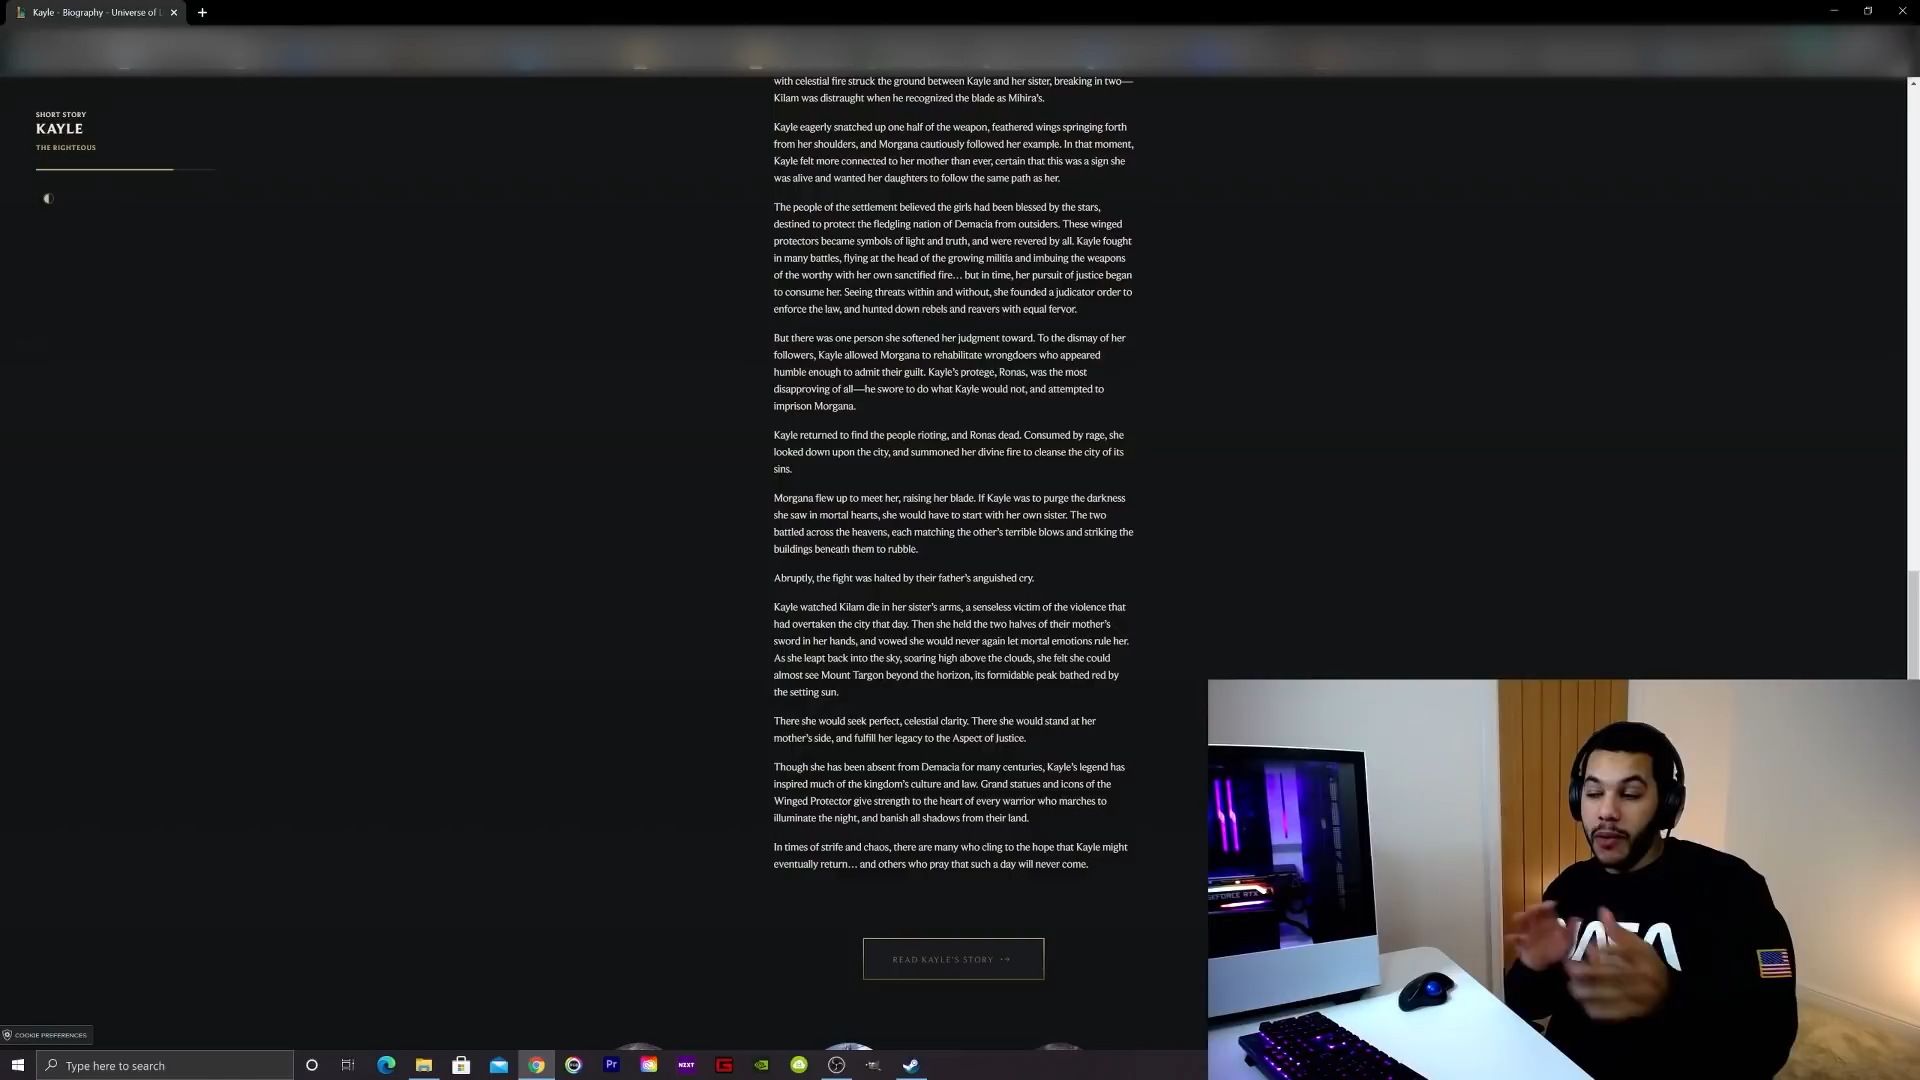 Kayle - Biography - Universe of
SHORT STORY
KAYLE
THE RIGHTEOUS
with celestial fire struck the ground between Kayle and her sister, breaking in two—
Kilam was distraught when he recognized the blade as Mihira's.
Kayle eagerly snatched up one half of the weapon, feathered wings springing forth
from her shoulders, and Morgana cautiously followed her example. In that moment,
Kayle felt more connected to her mother than ever, certain that this was a sign she
was alive and wanted her daughters to follow the same path as her.
The people of the settlement believed the girls had been blessed by the stars,
destined to protect the fledgling nation of Demacia from outsiders. These winged
protectors became symbols of light and truth, and were revered by all. Kayle fought
in many battles, flying at the head of the growing militia and imbuing the weapons
of the worthy with her own sanctified fire… but in time, her pursuit of justice began
to consume her. Seeing threats within and without, she founded a judicator order to
enforce the law, and hunted down rebels and reavers with equal fervor.
But there was one person she softened her judgment toward. To the dismay of her
followers, Kayle allowed Morgana to rehabilitate wrongdoers who appeared
humble enough to admit their guilt. Kayle's protege, Ronas, was the most
disapproving of all—he swore to do what Kayle would not, and attempted to
imprison Morgana.
Kayle returned to find the people rioting, and Ronas dead. Consumed by rage, she
looked down upon the city, and summoned her divine fire to cleanse the city of its
sins.
Morgana flew up to meet her, raising her blade. If Kayle was to purge the darkness
she saw in mortal hearts, she would have to start with her own sister. The two
battled across the heavens, each matching the other's terrible blows and striking the
buildings beneath them to rubble.
Abruptly, the fight was halted by their father's anguished cry.
Kayle watched Kilam die in her sister's arms, a senseless victim of the violence that
had overtaken the city that day. Then she held the two halves of their mother's
sword in her hands, and vowed she would never again let mortal emotions rule her.
As she leapt back into the sky, soaring high above the clouds, she felt she could
almost see Mount Targon beyond the horizon, its formidable peak bathed red by
the setting sun.
There she would seek perfect, celestial clarity. There she would stand at her
mother's side, and fulfill her legacy to the Aspect of Justice.
Though she has been absent from Demacia for many centuries, Kayle's legend has
inspired much of the kingdom's culture and law. Grand statues and icons of the
Winged Protector give strength to the heart of every warrior who marches to
illuminate the night, and banish all shadows from their land.
In times of strife and chaos, there are many who cling to the hope that Kayle might
eventually return… and others who pray that such a day will never come.
READ KAYLE'S STORY
GEFORCE RTX
NASA
COOKIE PREFERENCES
Type here to search
Pr
NZXT